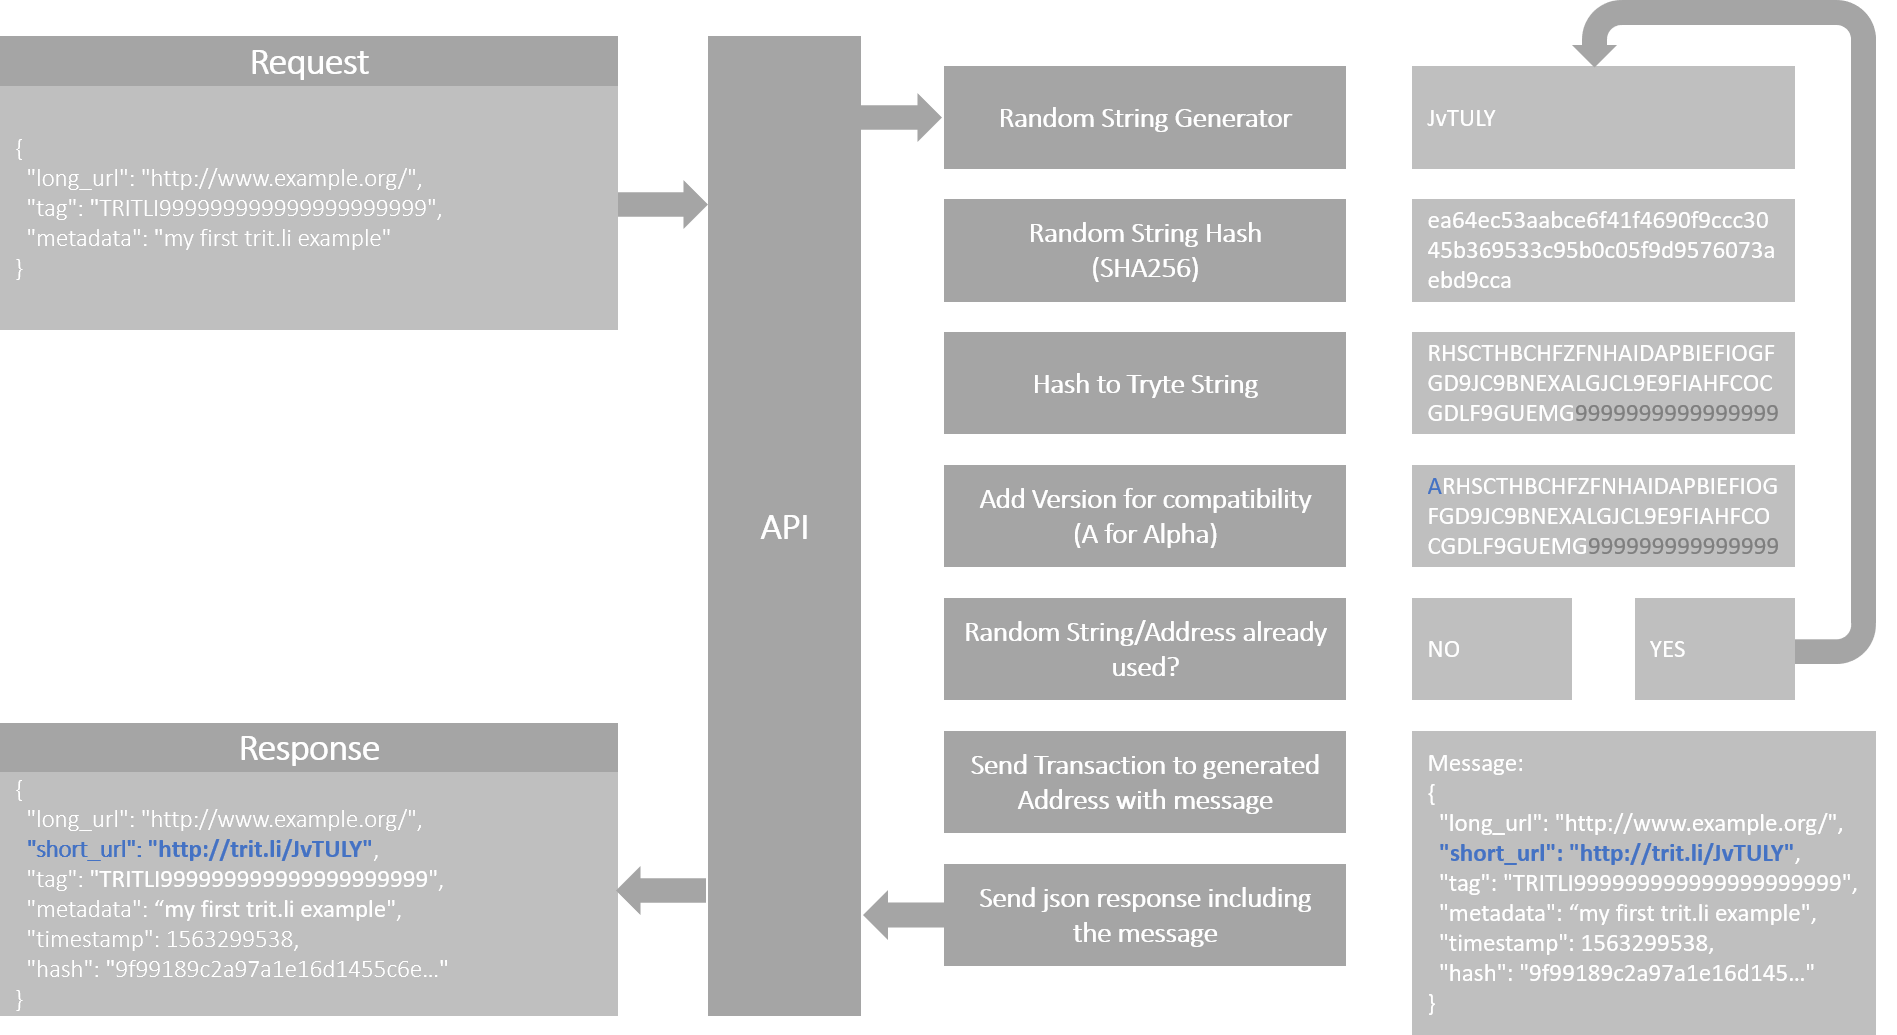 Request
{
"long_url": "http://www.example.org/",
"tag": "TRITLI999999999999999999999",
"metadata": "my first trit.li example"
}
API
Random String Generator
JvTULY
Random String Hash
(SHA256)
ea64ec53aabce6f41f4690f9ccc30
45b369533c95b0c05f9d9576073a
ebd9cca
Hash to Tryte String
RHSCTHBCHFZFNHAIDAPBIEFIOGF
GD9JC9BNEXALGJCL9E9FIAHFCOC
GDLF9GUEMG9999999999999999
Add Version for compatibility
(A for Alpha)
ARHSCTHBCHFZFNHAIDAPBIEFIOG
FGD9JC9BNEXALGJCL9E9FIAHFCO
CGDLF9GUEMG999999999999999
Random String/Address already
used?
NO
YES
Send Transaction to generated
Address with message
Message:
{
"long_url": "http://www.example.org/",
"short_url": "http://trit.li/JvTULY",
"tag": "TRITLI999999999999999999999",
"metadata": “my first trit.li example",
"timestamp": 1563299538,
"hash": "9f99189c2a97a1e16d145..."
}
Send json response including
the message
Response
{
"long_url": "http://www.example.org/",
"short_url": "http://trit.li/JvTULY",
"tag": "TRITLI999999999999999999999",
"metadata": “my first trit.li example",
"timestamp": 1563299538,
"hash": "9f99189c2a97a1e16d1455c6e..."
}